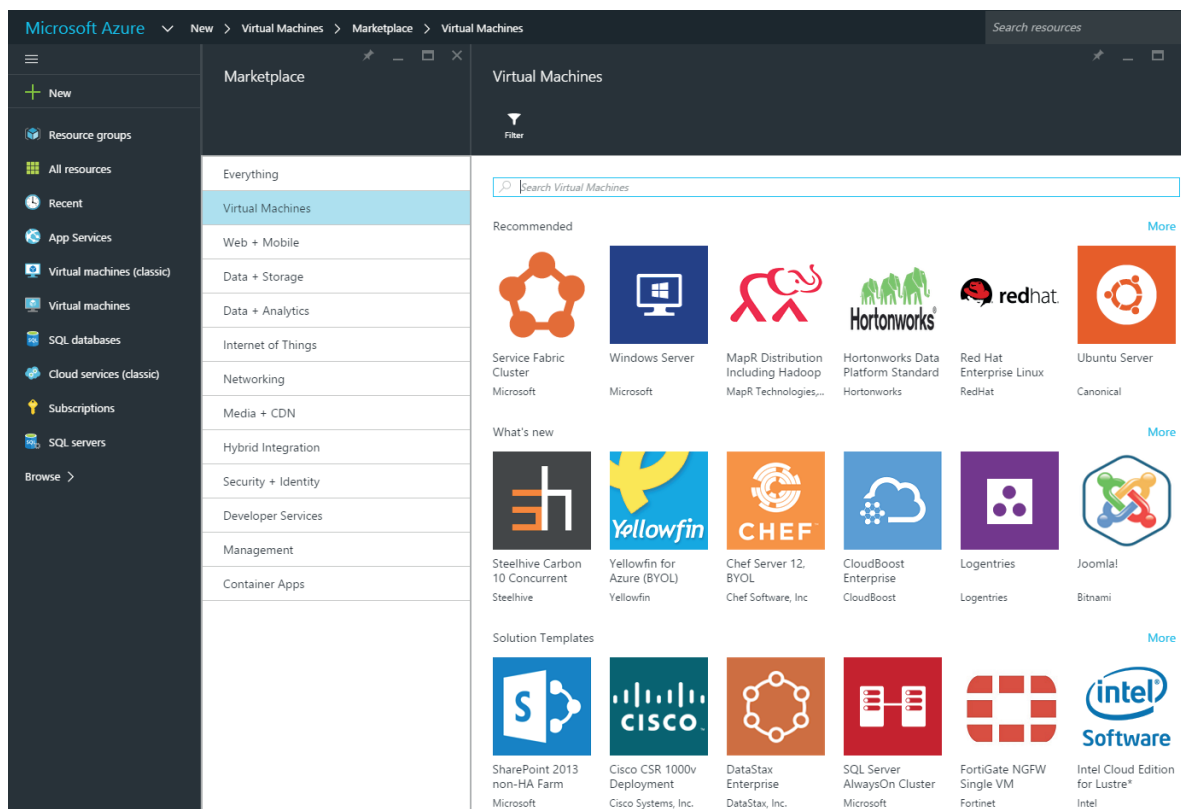 Microsoft Azure New > Virtual Machines > Marketplace > Virtual Machines Search resources
New
Resource groups
All resources
Recent
App Services
Virtual machines (classic)
Virtual machines
SQL databases
Cloud services (classic)
Subscriptions
SQL servers
Browse >
Marketplace
Everything
Virtual Machines
Web + Mobile
Data + Storage
Data + Analytics
Internet of Things
Networking
Media + CDN
Hybrid Integration
Security + Identity
Developer Services
Management
Container Apps
Virtual Machines
Filter
Search Virtual Machines
Recommended More
Hortonworks
redhat.
Service Fabric
Cluster
Microsoft
Windows Server
Microsoft
MapR Distribution
Including Hadoop
MapR Technologies,...
Hortonworks Data
Platform Standard
Hortonworks
Red Hat
Enterprise Linux
RedHat
Ubuntu Server
Canonical
What's new More
sh
Yellowfin
CHEF™
Steelhive Carbon
10 Concurrent
Steelhive
Yellowfin for
Azure (BYOL)
Yellowfin
Chef Server 12,
BYOL
Chef Software, Inc
CloudBoost
Enterprise
CloudBoost
Logentries
Logentries
Joomla!
Bitnami
Solution Templates More
S
CISCO.
intel®
Software
SharePoint 2013
non-HA Farm
Microsoft
Cisco CSR 1000v
Deployment
Cisco Systems, Inc.
DataStax
Enterprise
DataStax, Inc.
SQL Server
AlwaysOn Cluster
Microsoft
FortiGate NGFW
Single VM
Fortinet
Intel Cloud Edition
for Lustre*
Intel